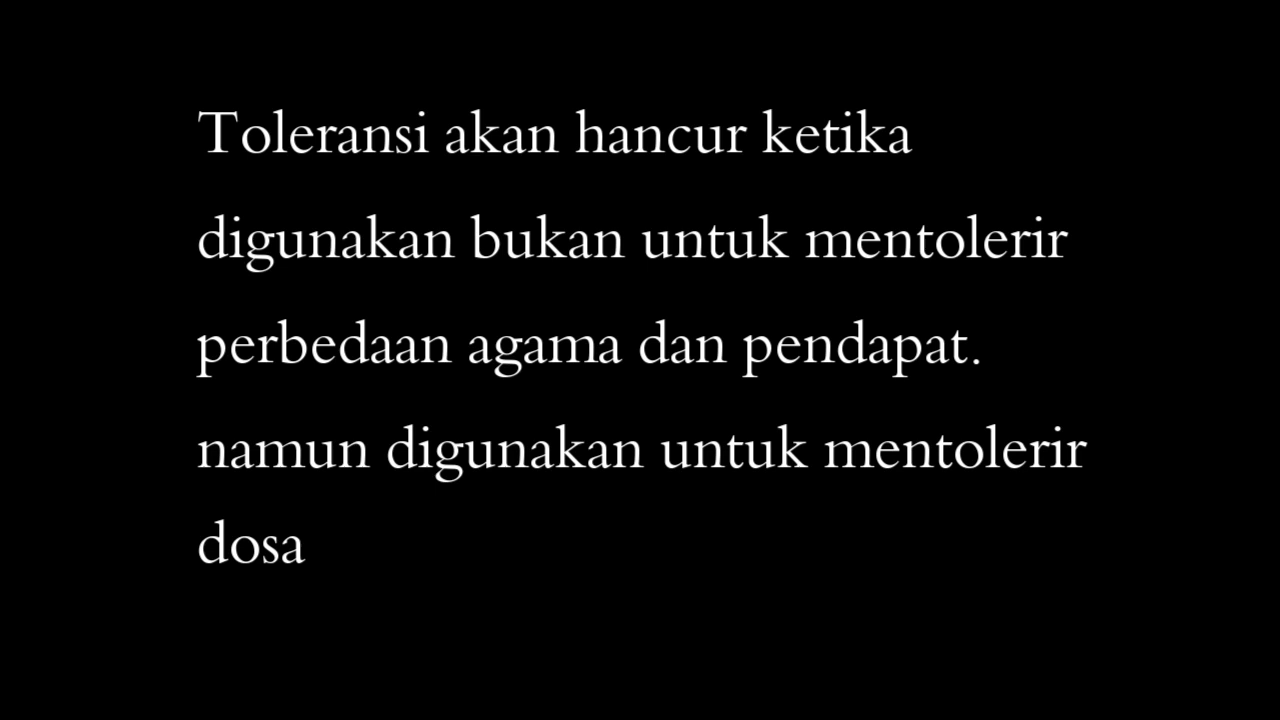 Toleransi akan hancur ketika
digunakan bukan untuk mentolerir
perbedaan agama dan pendapat.
namun digunakan untuk mentolerir
dosa